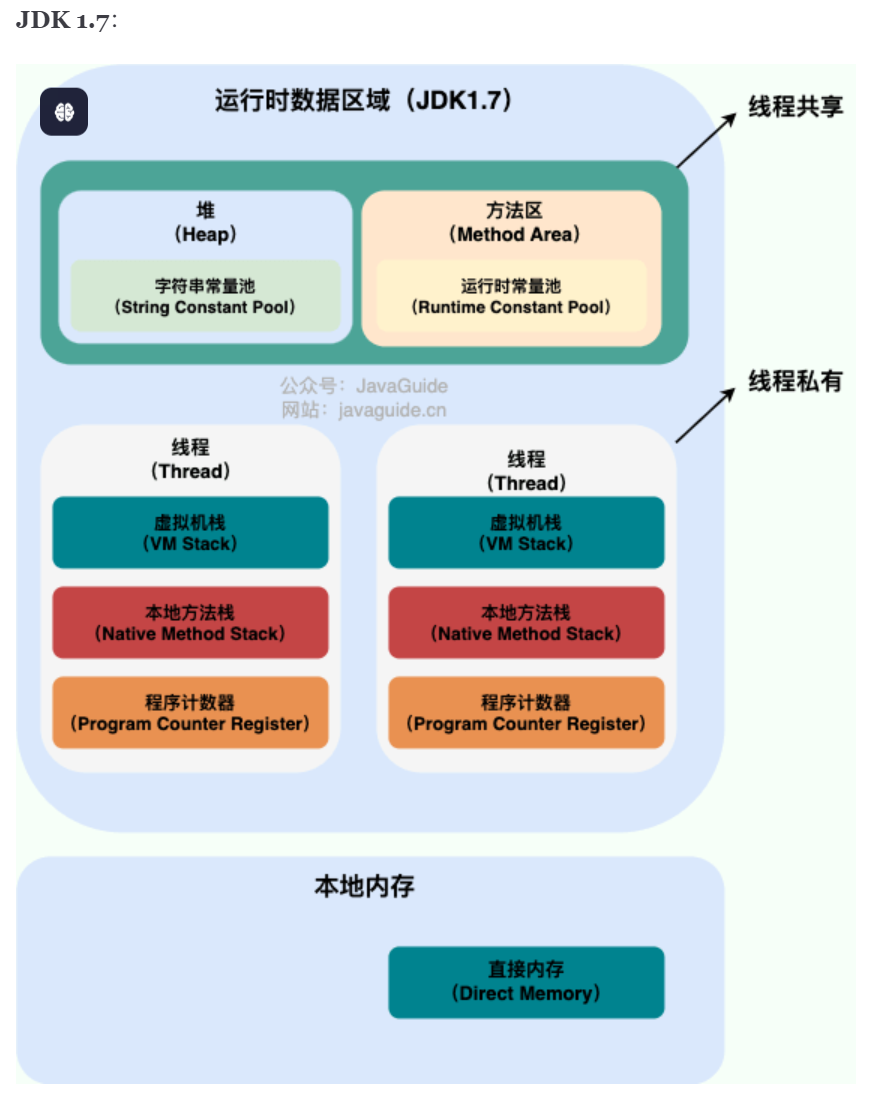 JDK 1.7:
运行时数据区域（JDK1.7）
线程共享
堆
（Heap）
字符串常量池
（String Constant Pool）
方法区
（Method Area）
运行时常量池
（Runtime Constant Pool）
公众号：JavaGuide
网站：javaguide.cn
线程私有
线程
（Thread）
虚拟机栈
（VM Stack）
本地方法栈
（Native Method Stack）
程序计数器
（Program Counter Register）
线程
（Thread）
虚拟机栈
（VM Stack）
本地方法栈
（Native Method Stack）
程序计数器
（Program Counter Register）
本地内存
直接内存
（Direct Memory）